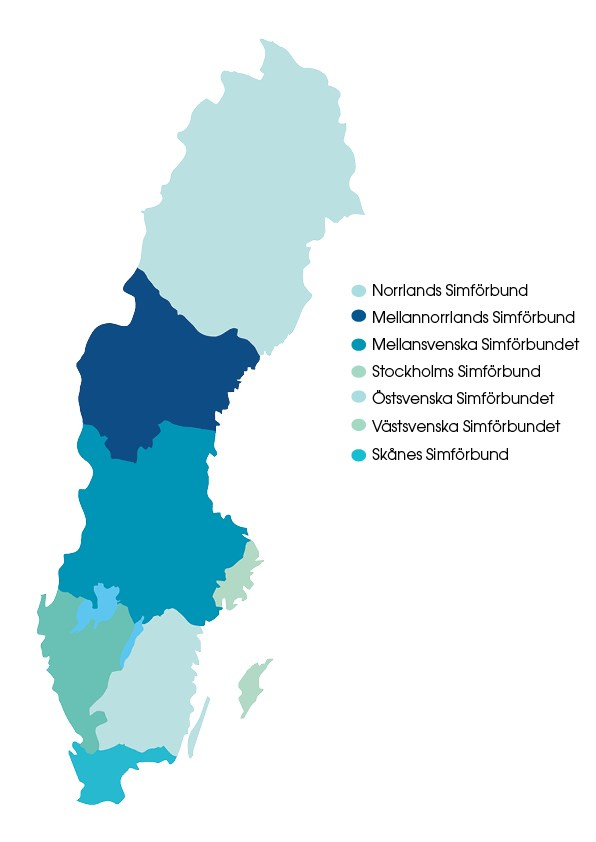 Norrlands Simförbund
Mellannorrlands Simförbund
Mellansvenska Simförbundet
Stockholms Simförbund
Östsvenska Simförbundet
Västsvenska Simförbundet
Skånes Simförbund